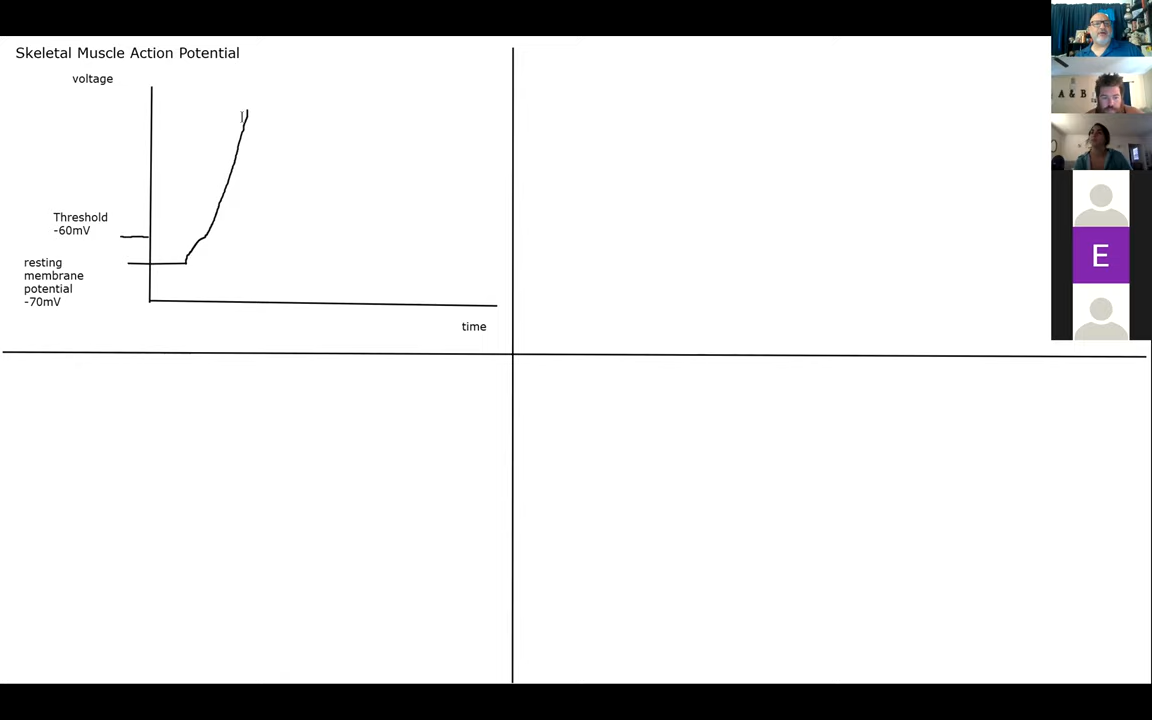 Skeletal Muscle Action Potential
voltage
Threshold
-60mV
resting
membrane
potential
-70mV
time
A & B
E